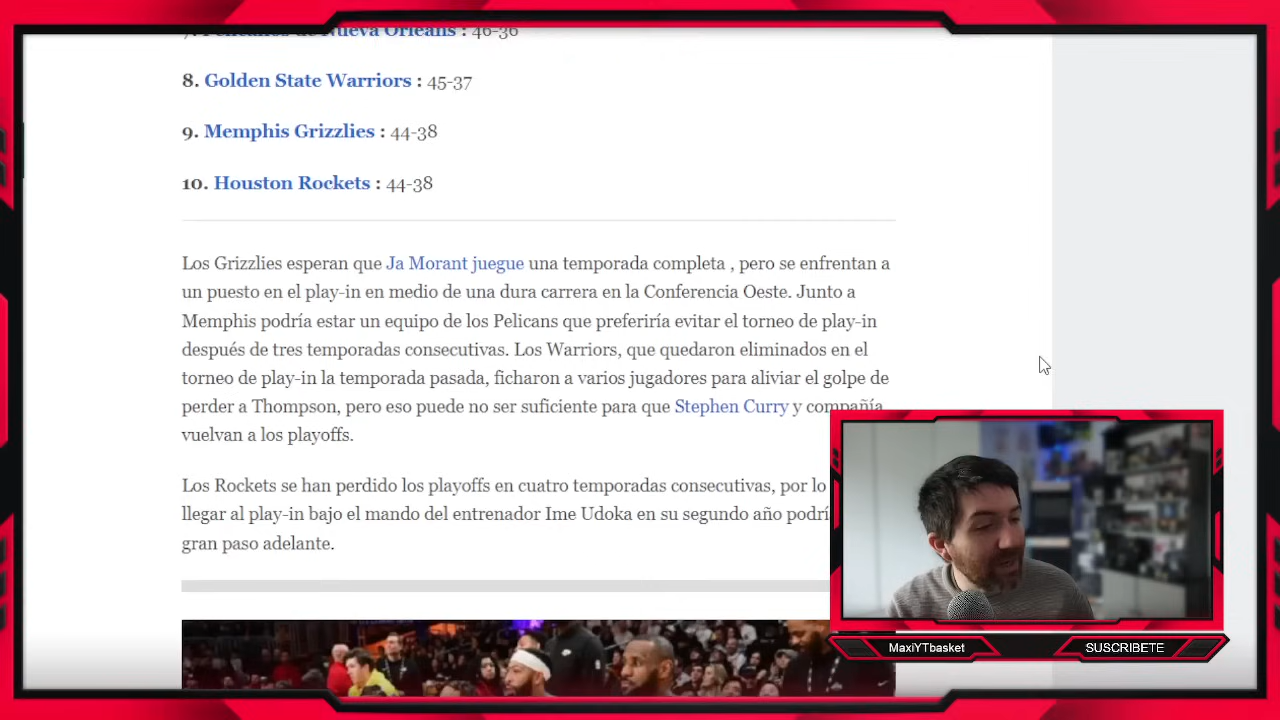 7. Pelicanos de Nueva Orleans : 46-36
8. Golden State Warriors : 45-37
9. Memphis Grizzlies : 44-38
10. Houston Rockets : 44-38
Los Grizzlies esperan que Ja Morant juegue una temporada completa , pero se enfrentan a
un puesto en el play-in en medio de una dura carrera en la Conferencia Oeste. Junto a
Memphis podría estar un equipo de los Pelicans que preferiría evitar el torneo de play-in
después de tres temporadas consecutivas. Los Warriors, que quedaron eliminados en el
torneo de play-in la temporada pasada, ficharon a varios jugadores para aliviar el golpe de
perder a Thompson, pero eso puede no ser suficiente para que Stephen Curry y compañía
vuelvan a los playoffs.
Los Rockets se han perdido los playoffs en cuatro temporadas consecutivas, por lo
llegar al play-in bajo el mando del entrenador Ime Udoka en su segundo año
gran paso adelante.
MaxiYTbasket
SUSCRIBETE